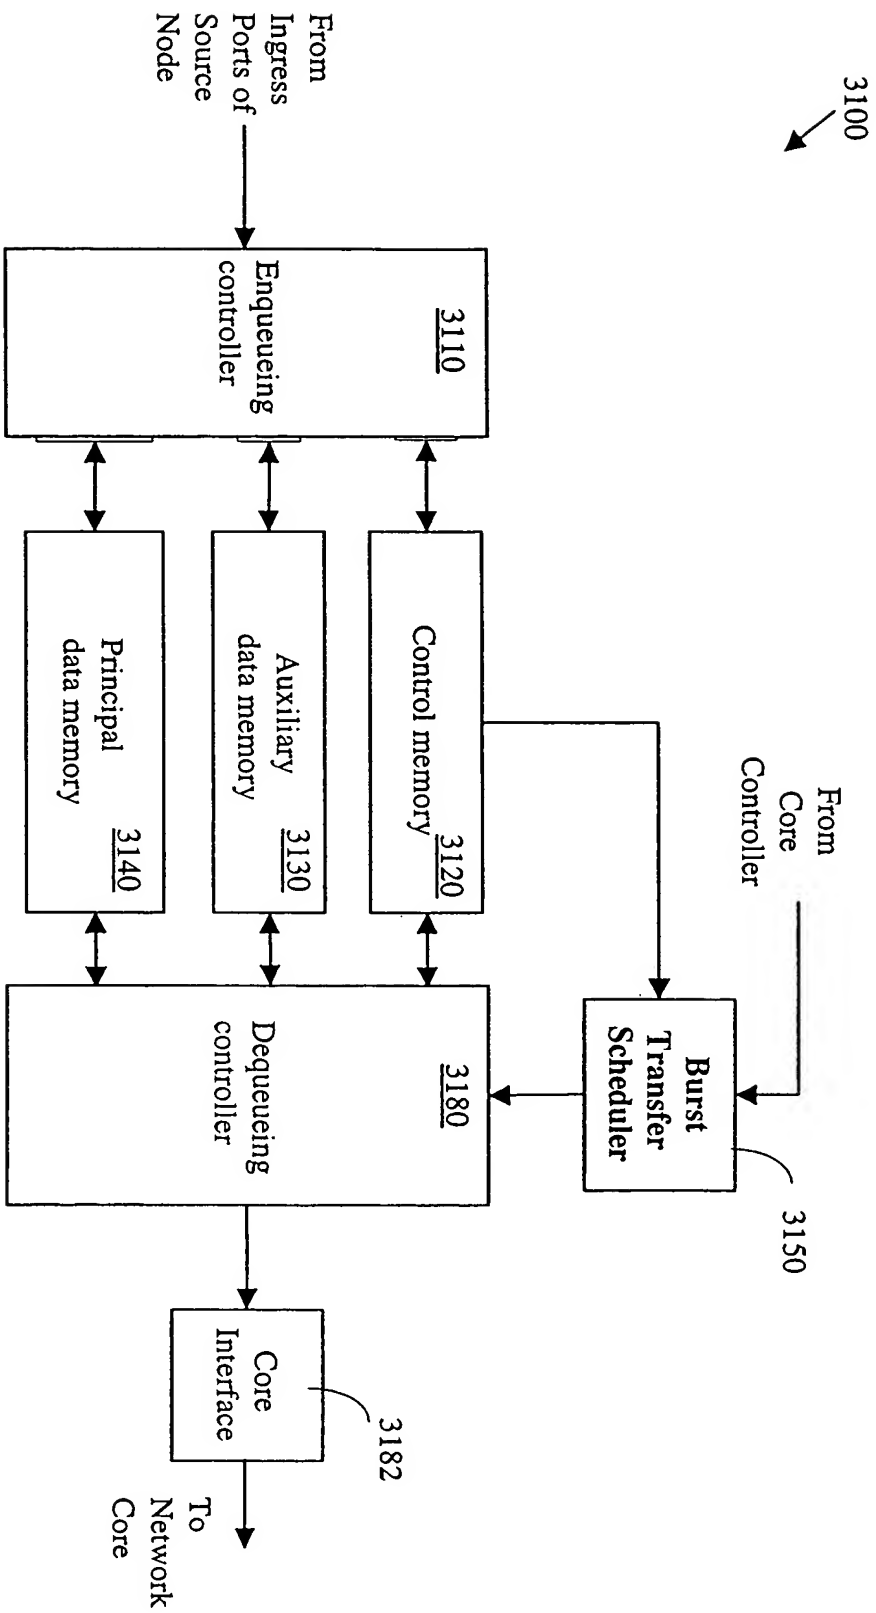 3100
From
Core
Controller
Burst
Transfer
Scheduler
3150
From
Ingress
Ports of
Source
Node
3110
Enqueueing
controller
Control memory
3120
Auxiliary
data memory
3130
Principal
data memory
3140
3180
Dequeueing
controller
Core
Interface
3182
To
Network
Core